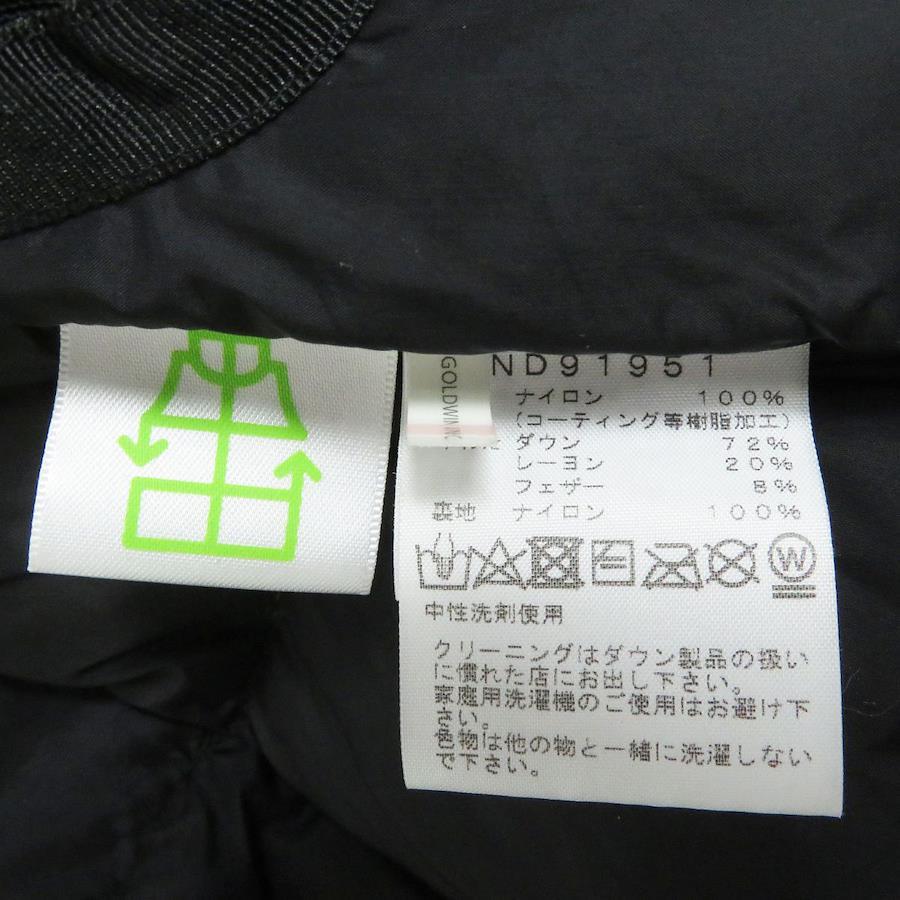 GOLDWIN INC
ND91951
ナイロン 100%
(コーティング等樹脂加工)
ダウン 72%
レーヨン 20%
フェザー 8%
裏地 ナイロン 100%
W
中性洗剤使用
クリーニングはダウン製品の扱い
に慣れた店にお出し下さい。
家庭用洗濯機のご使用はお避け下
さい。
色物は他の物と一緒に洗濯しない
で下さい。